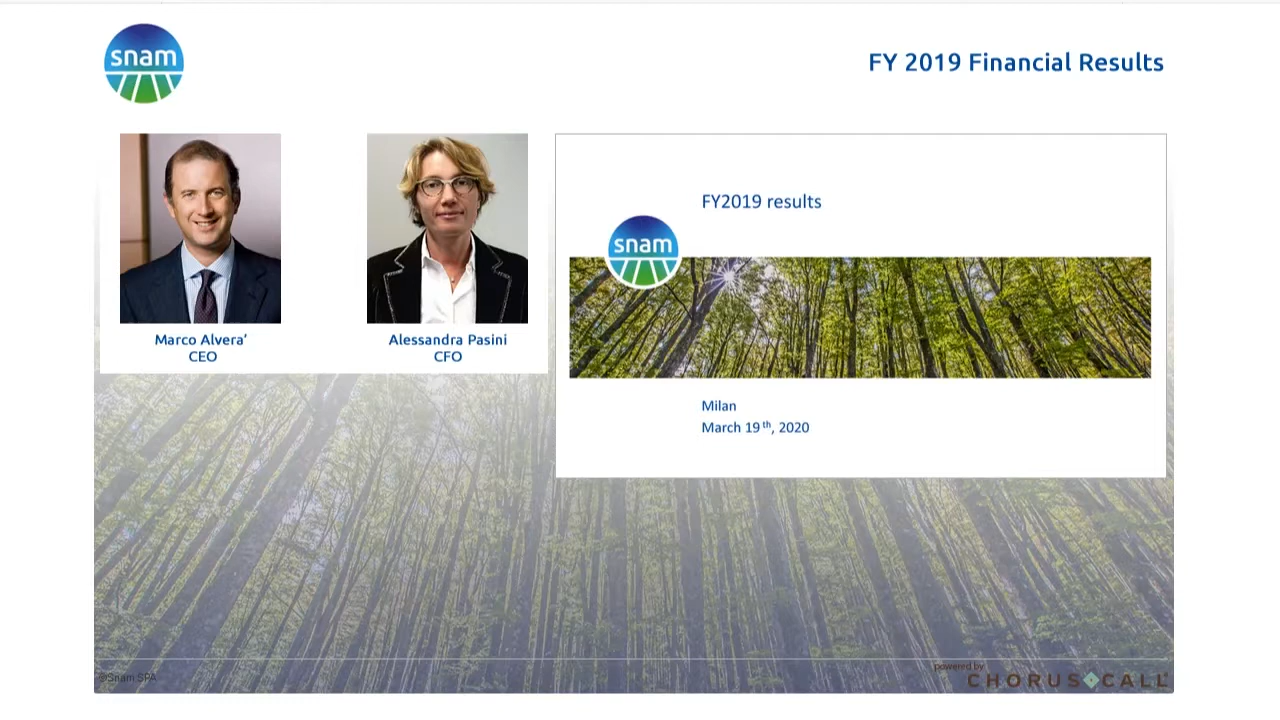 snam
FY 2019 Financial Results
Marco Alvera’
CEO
Alessandra Pasini
CFO
FY2019 results
snam
Milan
March 19th, 2020
©Snam SPA
powered by
CHORUS CALL